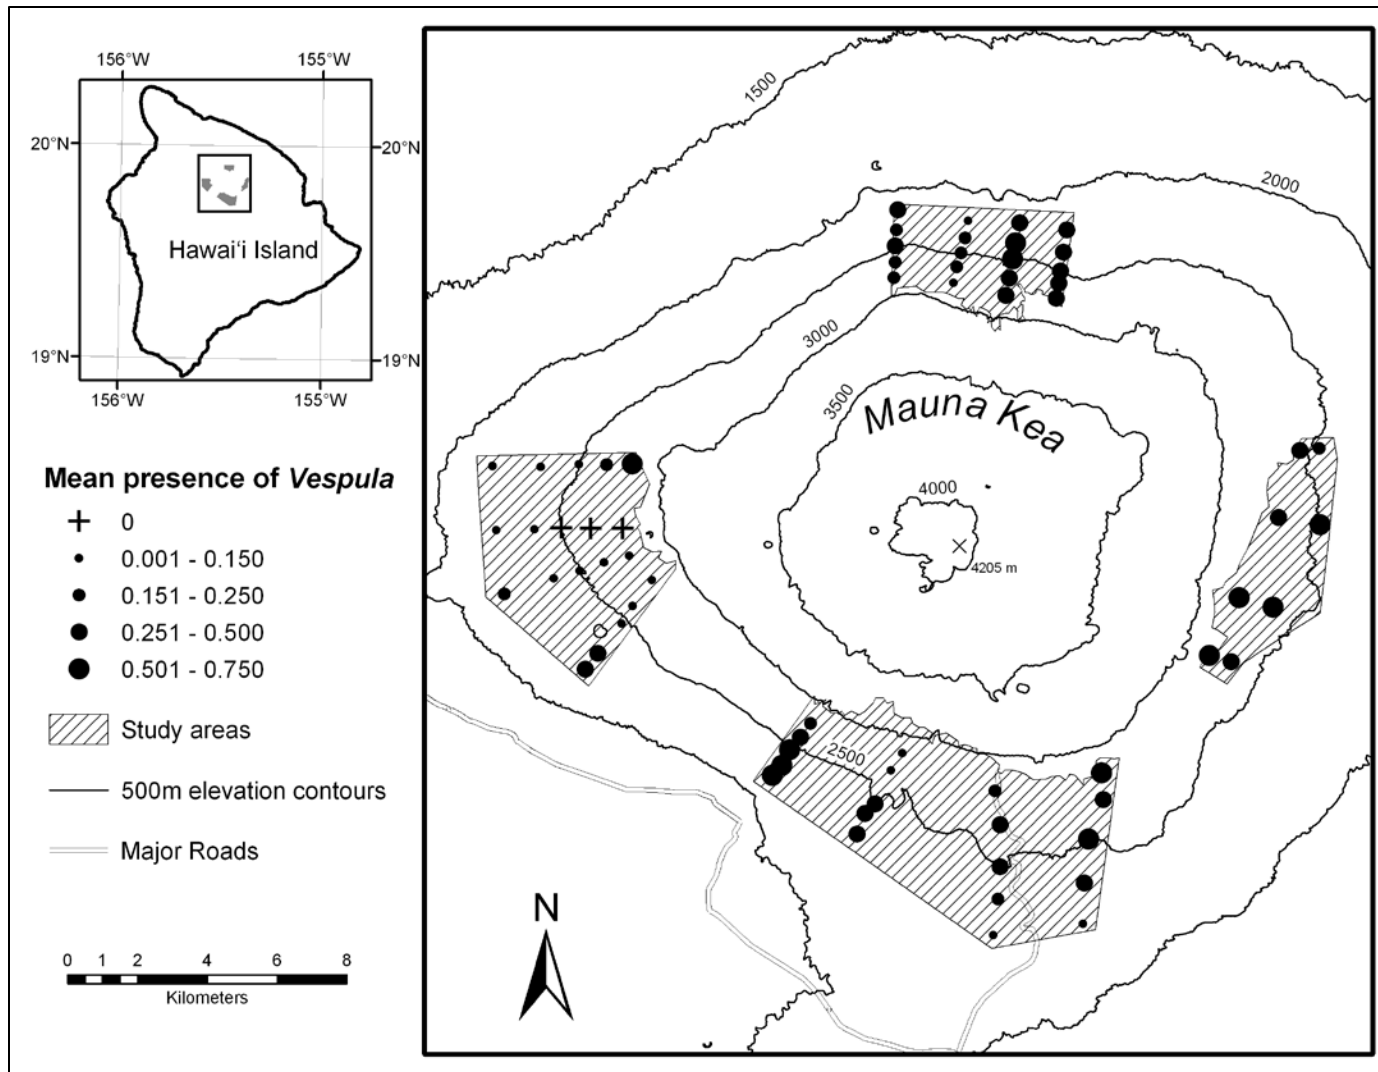 156°W 155°W
20°N 20°N
Hawai‘i Island
19°N 19°N
156°W 155°W
Mean presence of Vespula
0
0.001 - 0.150
0.151 - 0.250
0.251 - 0.500
0.501 - 0.750
Study areas
500m elevation contours
Major Roads
0 1 2 4 6 8
Kilometers
N
1500
2000
3000
3500
Mauna Kea
4000
4205 m
2500